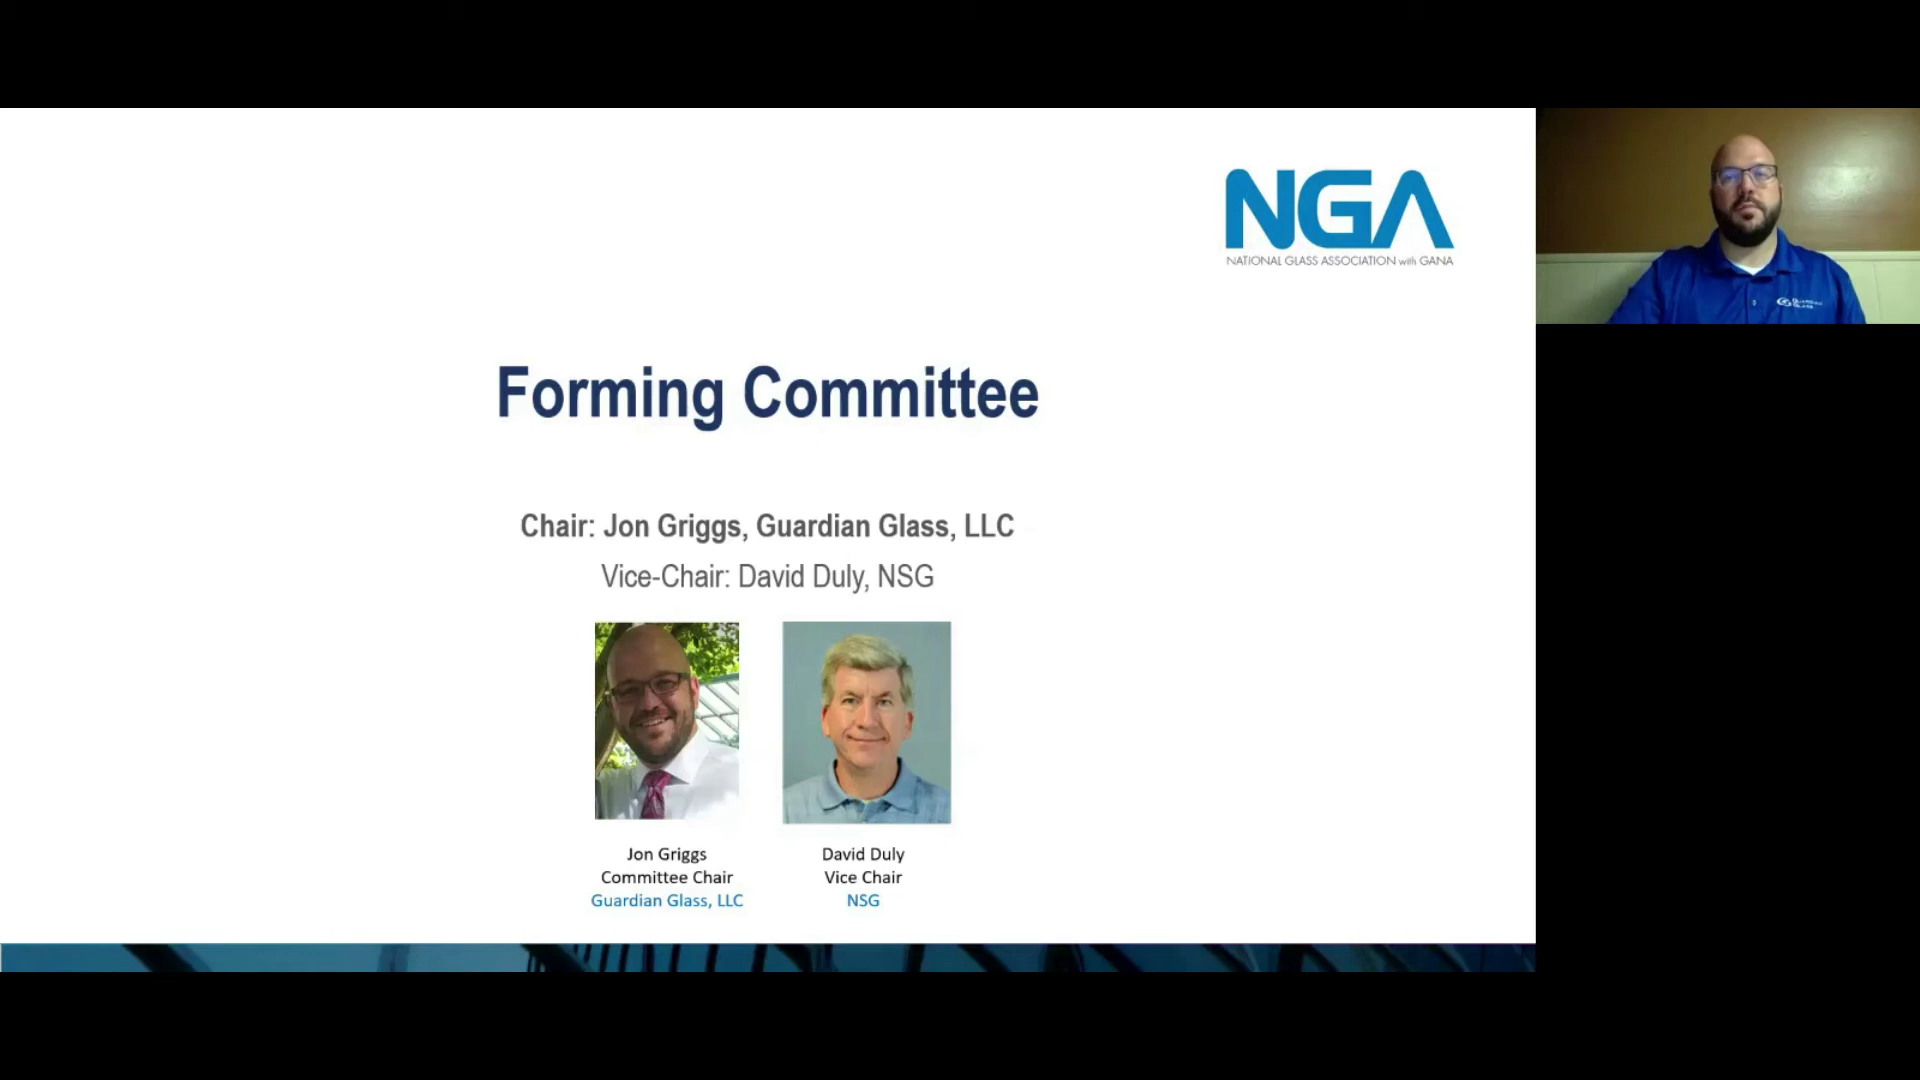 NGA
NATIONAL GLASS ASSOCIATION with GANA
Forming Committee
Chair: Jon Griggs, Guardian Glass, LLC
Vice-Chair: David Duly, NSG
Jon Griggs
Committee Chair
Guardian Glass, LLC
David Duly
Vice Chair
NSG